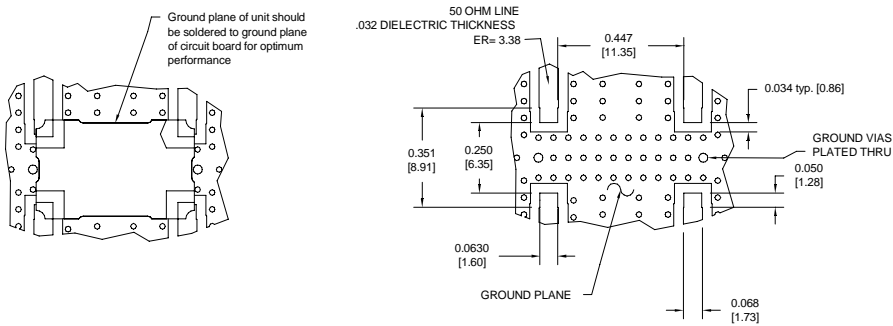 Ground plane of unit should
be soldered to ground plane
of circuit board for optimum
performance
50 OHM LINE
.032 DIELECTRIC THICKNESS
ER= 3.38
0.447
[11.35]
0.034 typ. [0.86]
GROUND VIAS
PLATED THRU
0.351
[8.91]
0.250
[6.35]
0.050
[1.28]
0.0630
[1.60]
GROUND PLANE
0.068
[1.73]